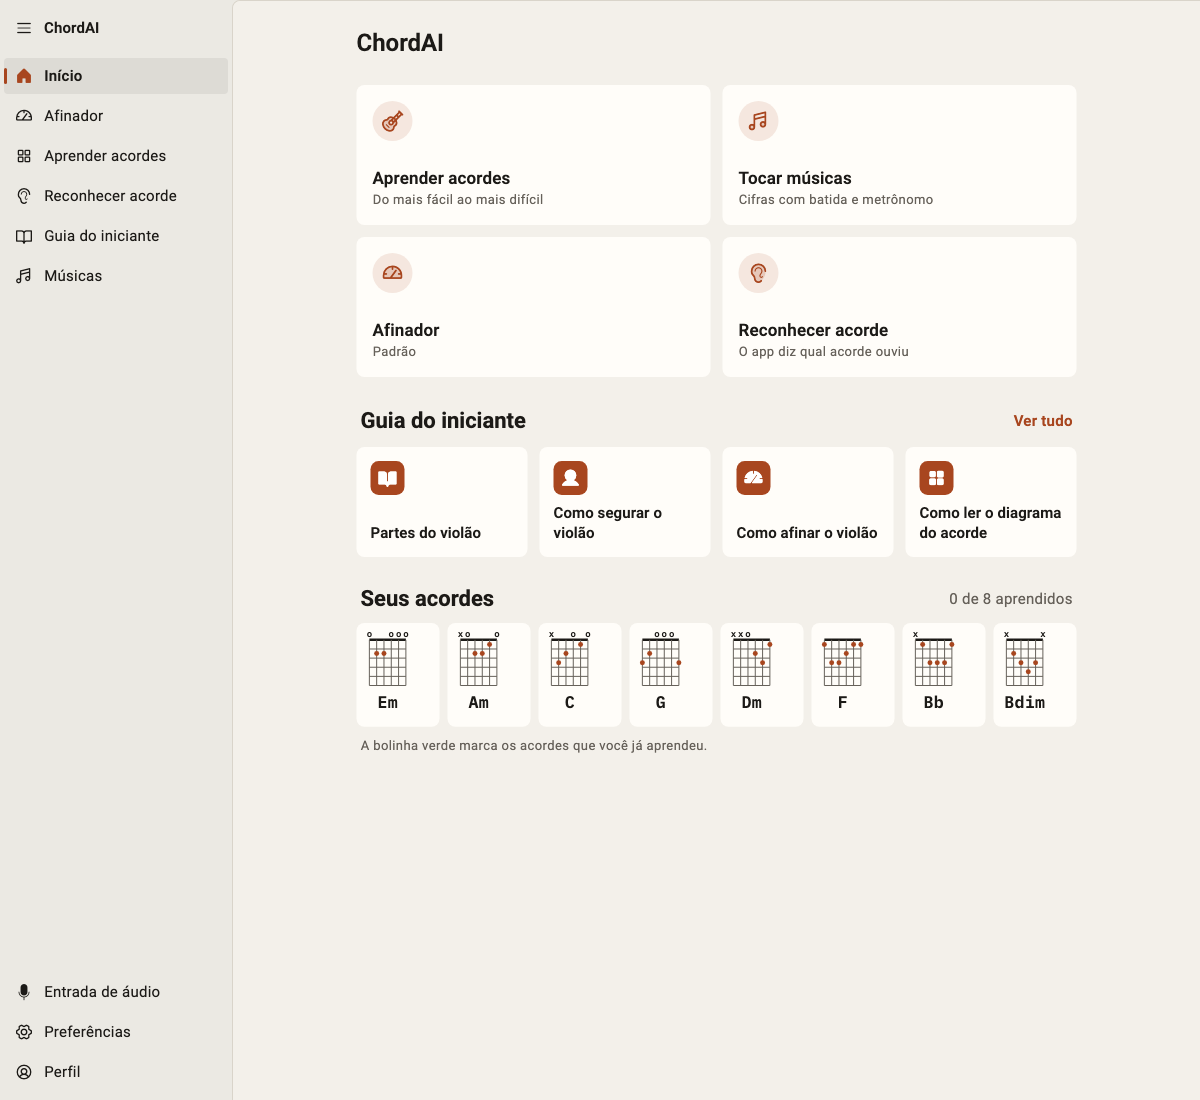 ChordAI
Início
Afinador
Aprender acordes
Reconhecer acorde
Guia do iniciante
Músicas
Entrada de áudio
Preferências
Perfil
ChordAI
Aprender acordes
Do mais fácil ao mais difícil
Tocar músicas
Cifras com batida e metrônomo
Afinador
Padrão
Reconhecer acorde
O app diz qual acorde ouviu
Guia do iniciante
Ver tudo
Partes do violão
Como segurar o
violão
Como afinar o violão
Como ler o diagrama
do acorde
Seus acordes
0 de 8 aprendidos
o ooo
xo o
x o o
ooo
xxo
x
x x
Em
Am
C
G
Dm
F
Bb
Bdim
A bolinha verde marca os acordes que você já aprendeu.